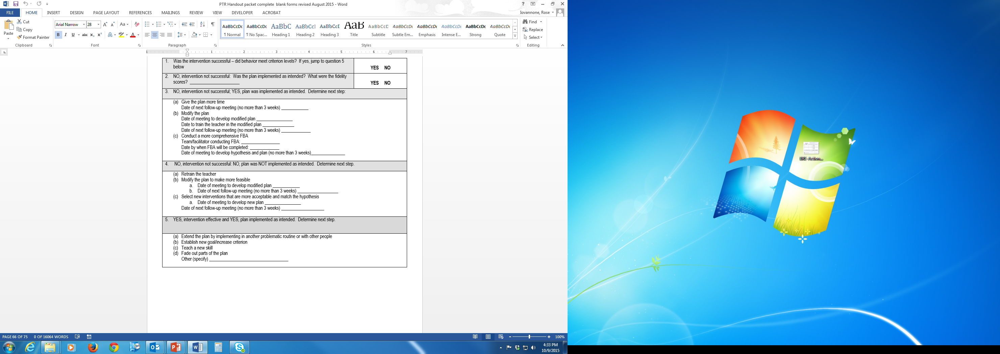 PTR Handout packet complete  blank forms revised August 2015 - Word
FILE HOME INSERT DESIGN PAGE LAYOUT REFERENCES MAILINGS REVIEW VIEW DEVELOPER ACROBAT Iovannone, Rose
Paste
Cut
Copy
Format Painter
Clipboard
Arial Narrow 28
Font
Paragraph
AaBbCcDc AaBbCcDc AaBbC AaBbCcI AaBbCcI AaB AaBbCcD AaBbCcDc AaBbCcDc AaBbCcDc AaBbCcDc AaBbCcDc
¶ Normal ¶ No Spac... Heading 1 Heading 2 Heading 3 Title Subtitle Subtle Em... Emphasis Intense E... Strong Quote
Styles
Find
Replace
Select
Editing
1 1 2 3 4 5 6 7
1. Was the intervention successful – did behavior meet criterion levels?  If yes, jump to question 5
below
YES NO
2. NO, intervention not successful:  Was the plan implemented as intended?  What were the fidelity
scores? ____________________
YES NO
3. NO, intervention not successful; YES, plan was implemented as intended.  Determine next step:
(a) Give the plan more time
Date of next follow-up meeting (no more than 3 weeks) ____________
(b) Modify the plan
Date of meeting to develop modified plan ________________
Date to train the teacher in the modified plan ______________
Date of next follow-up meeting (no more than 3 weeks) _____________
(c) Conduct a more comprehensive FBA
Team/facilitator conducting FBA: _________________
Date by when FBA will be completed: _____________
Date of meeting to develop hypothesis and plan (no more than 3 weeks)_______________
4. NO, intervention not successful: NO, plan was NOT implemented as intended.  Determine next step.
(a) Retrain the teacher
(b) Modify the plan to make more feasible
a. Date of meeting to develop modified plan ____________
b. Date of next follow-up meeting (no more than 3 weeks) __________________
(c) Select new interventions that are more acceptable and match the hypothesis
a. Date of meeting to develop new plan ________________
Date of next follow-up meeting (no more than 3 weeks) ___________________
5. YES, intervention effective and YES, plan implemented as intended.  Determine next step.
(a) Extend the plan by implementing in another problematic routine or with other people
(b) Establish new goal/increase criterion
(c) Teach a new skill
(d) Fade out parts of the plan
Other (specify) ___________________________________
PAGE 66 OF 75 0 OF 16064 WORDS 100%
4:33 PM
10/9/2015
BRE-Action...